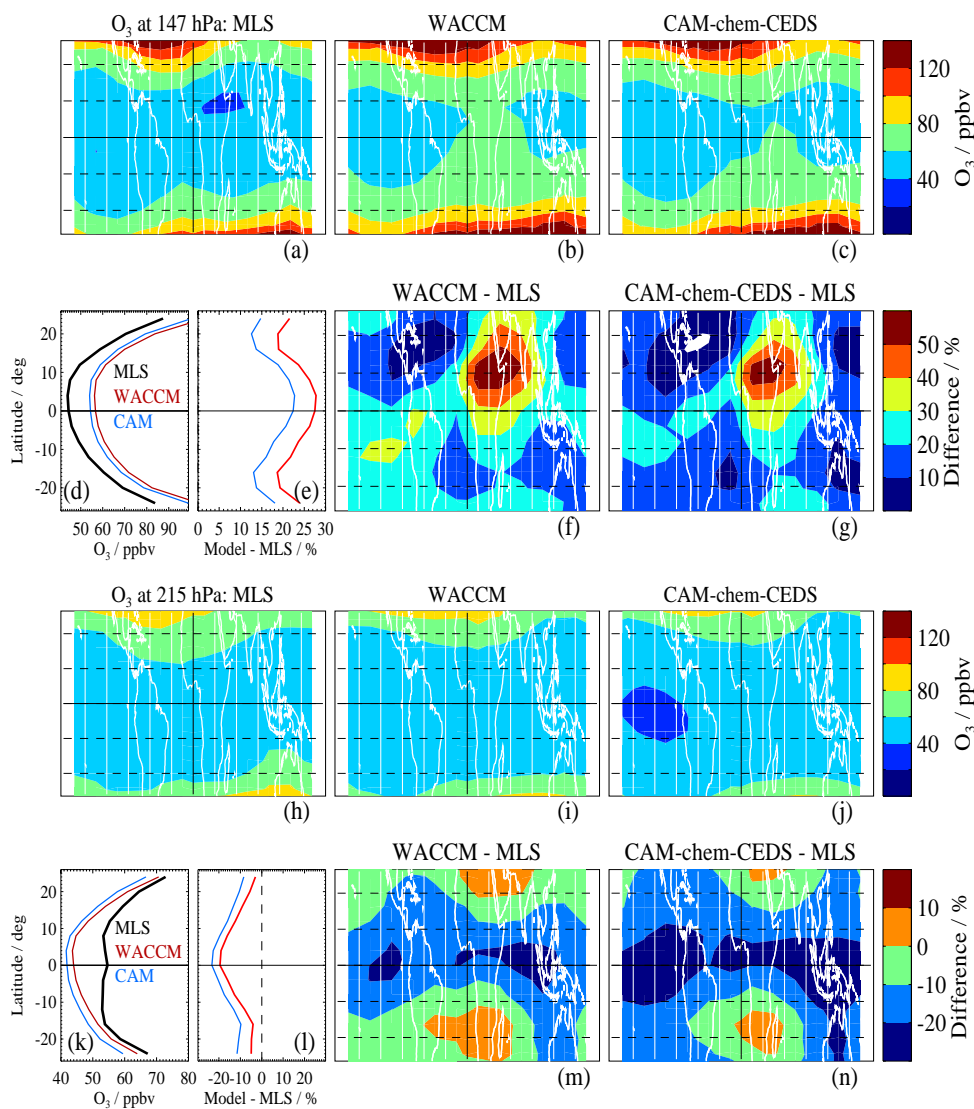 O3 at 147 hPa: MLS
WACCM
CAM-chem-CEDS
120
80
40
O3 / ppbv
(a)
(b)
(c)
WACCM - MLS
CAM-chem-CEDS - MLS
20
10
0
-10
-20
Latitude / deg
MLS
WACCM
CAM
(d)
(e)
(f)
(g)
50
40
30
20
10
Difference / %
50 60 70 80 90
O3 / ppbv
0 5 10 15 20 25 30
Model - MLS / %
O3 at 215 hPa: MLS
WACCM
CAM-chem-CEDS
120
80
40
O3 / ppbv
(h)
(i)
(j)
WACCM - MLS
CAM-chem-CEDS - MLS
20
10
0
-10
-20
Latitude / deg
MLS
WACCM
CAM
(k)
(l)
(m)
(n)
10
0
-10
-20
Difference / %
40 50 60 70 80
O3 / ppbv
-20 -10 0 10 20
Model - MLS / %